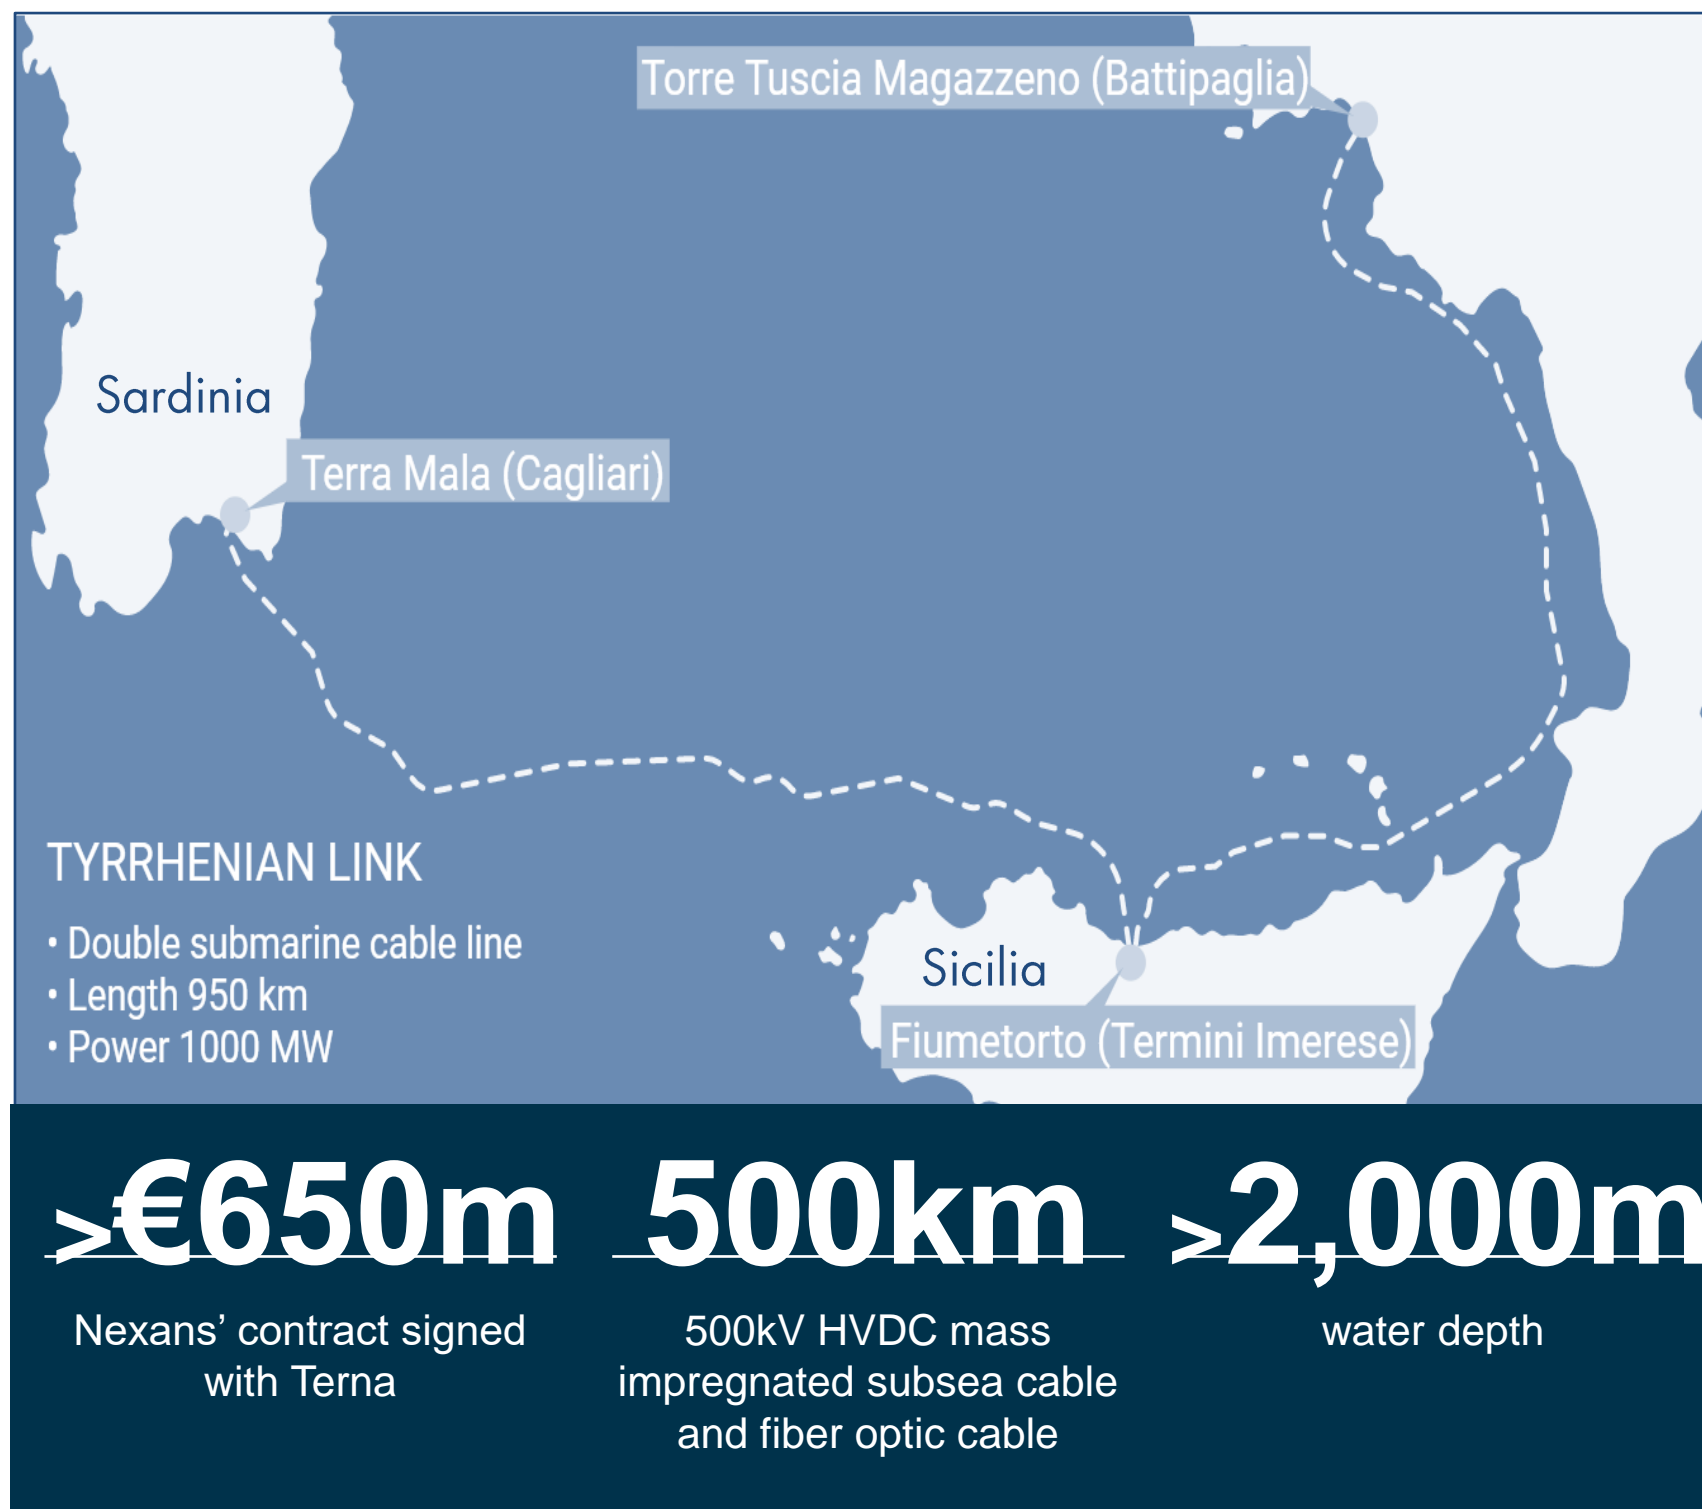 Torre Tuscia Magazzeno (Battipaglia)
Sardinia
Terra Mala (Cagliari)
TYRRHENIAN LINK
• Double submarine cable line
• Length 950 km
• Power 1000 MW
Sicilia
Fiumetorto (Termini Imerese)
>€650m
Nexans’ contract signed
with Terna
500km
500kV HVDC mass
impregnated subsea cable
and fiber optic cable
>2,000m
water depth